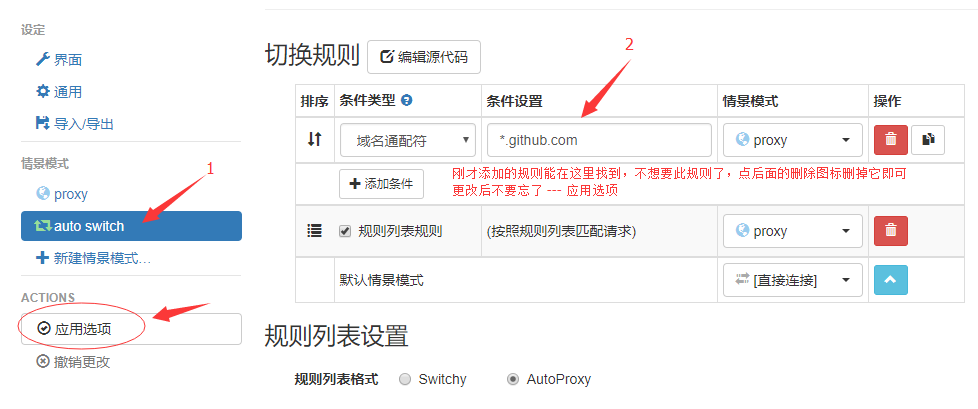 设定
界面
通用
导入/导出
情景模式
proxy
auto switch
新建情景模式...
ACTIONS
应用选项
撤销更改
1
2
切换规则 编辑源代码
排序 条件类型 条件设置 情景模式 操作
域名通配符 *.github.com proxy
添加条件
刚才添加的规则能在这里找到，不想要此规则了，点后面的删除图标删掉它即可
更改后不要忘了 --- 应用选项
规则列表规则 (按照规则列表匹配请求) proxy
默认情景模式 [直接连接]
规则列表设置
规则列表格式 Switchy AutoProxy